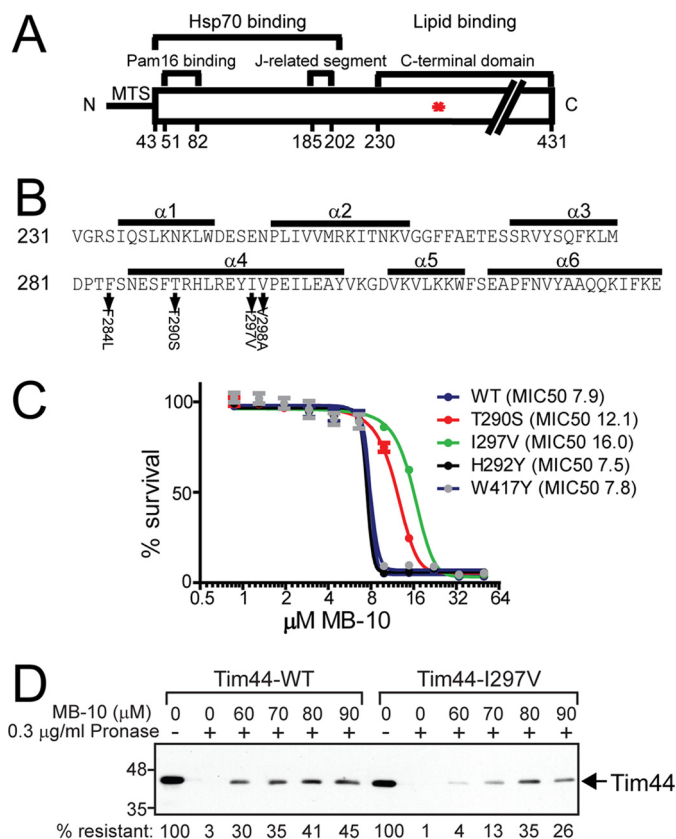 A
Hsp70 binding Lipid binding
Pam16 binding J-related segment C-terminal domain
N MTS C
43 51 82 185 202 230 431
B
α1 α2 α3
231 VGRSIQSLKNKLWDESENPLIVVMRKITNKVGGFFAETESSRVYSQFKLM
α4 α5 α6
281 DPTFSNESFTRHLREYIVPEILEAYVKGDVKVLKKWFSEAPFNVYAAQQKIFKE
F284L T290S I297V V298A
C
% survival
100
50
0
0.5 1 2 4 8 16 32 64
μM MB-10
WT (MIC50 7.9)
T290S (MIC50 12.1)
I297V (MIC50 16.0)
H292Y (MIC50 7.5)
W417Y (MIC50 7.8)
D
Tim44-WT Tim44-I297V
MB-10 (μM) 0 0 60 70 80 90 0 0 60 70 80 90
0.3 μg/ml Pronase - + + + + + - + + + + +
48
35
Tim44
% resistant: 100 3 30 35 41 45 100 1 4 13 35 26